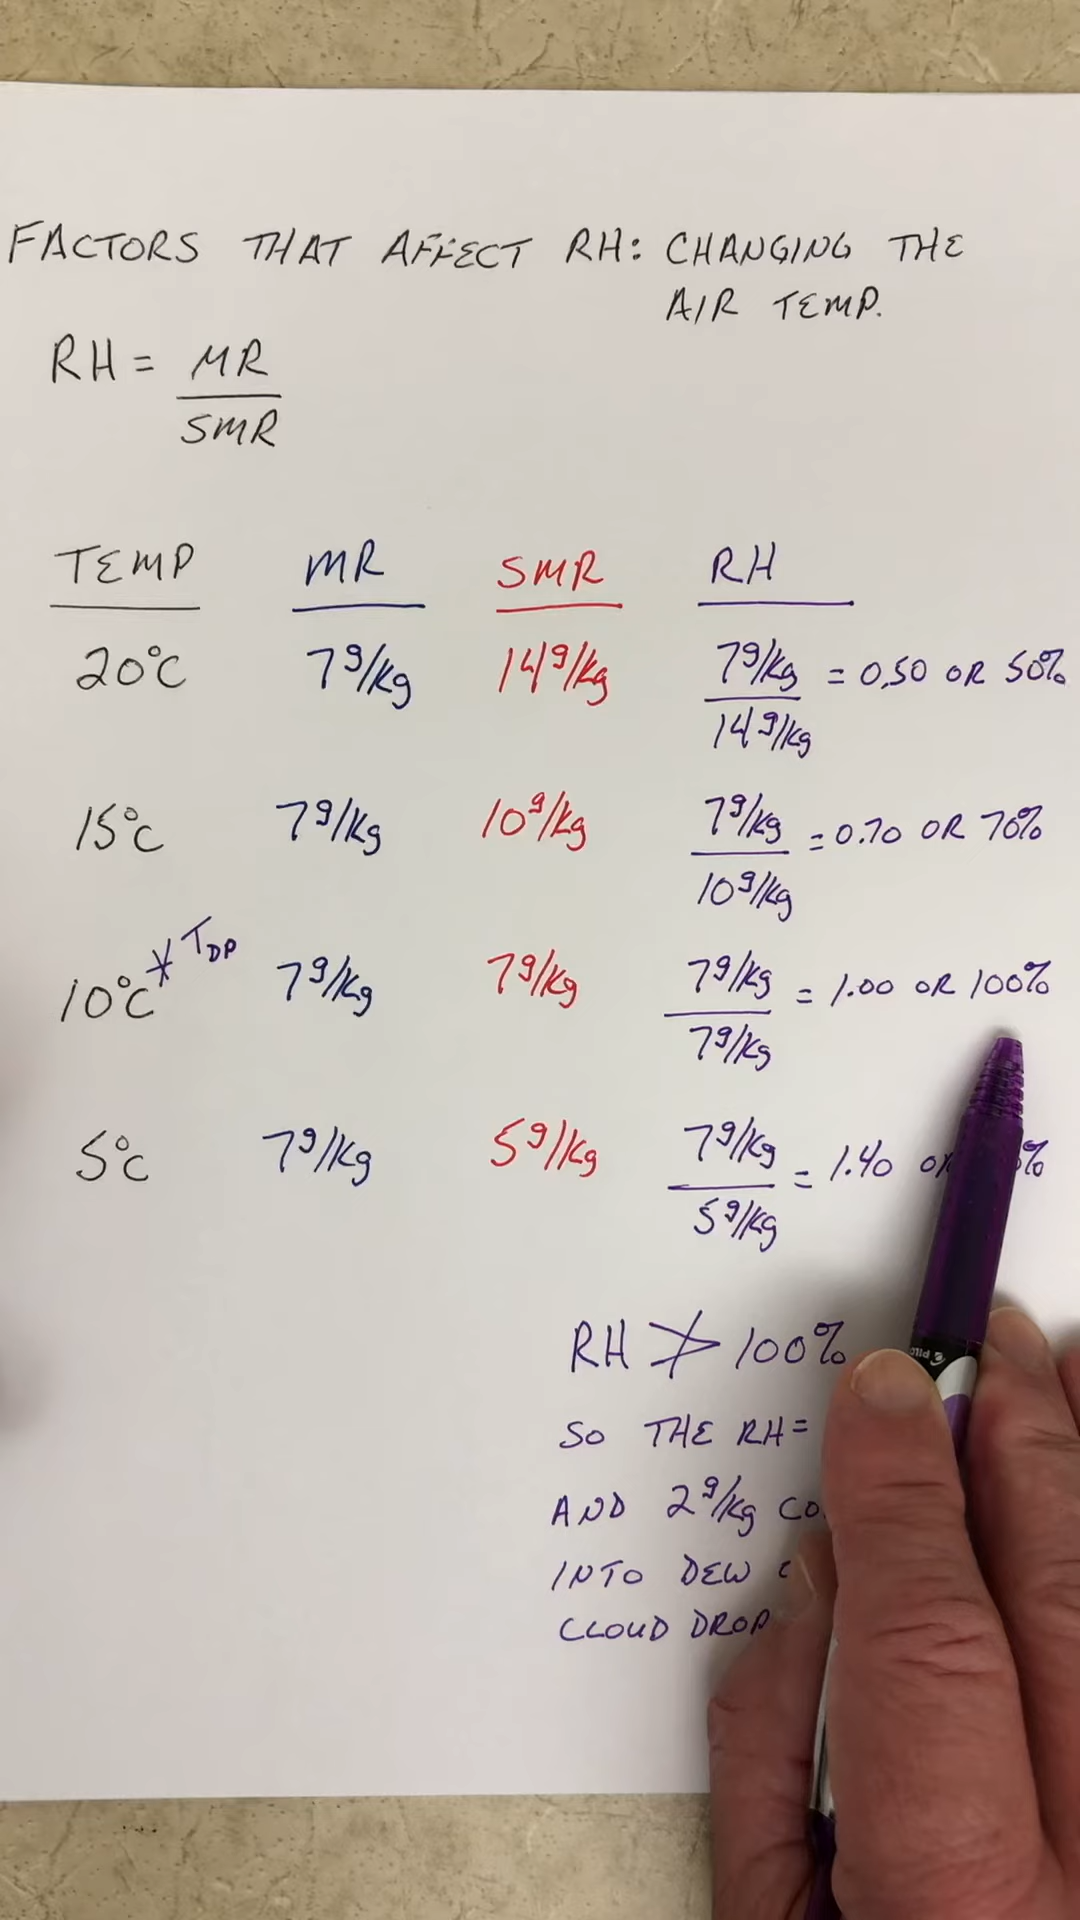 FACTORS THAT AFFECT RH: CHANGING THE
AIR TEMP.
RH = MR
SMR
TEMP MR SMR RH
20°C 7g/kg 14g/kg 7g/kg = 0.50 OR 50%
14g/kg
15°C 7g/kg 10g/kg 7g/kg = 0.70 OR 70%
10g/kg
10°C* TDP 7g/kg 7g/kg 7g/kg = 1.00 OR 100%
7g/kg
5°C 7g/kg 5g/kg 7g/kg = 1.40 %
5g/kg
RH ≯ 100%
SO THE RH=
AND 2g/kg
INTO DEW
CLOUD DROP